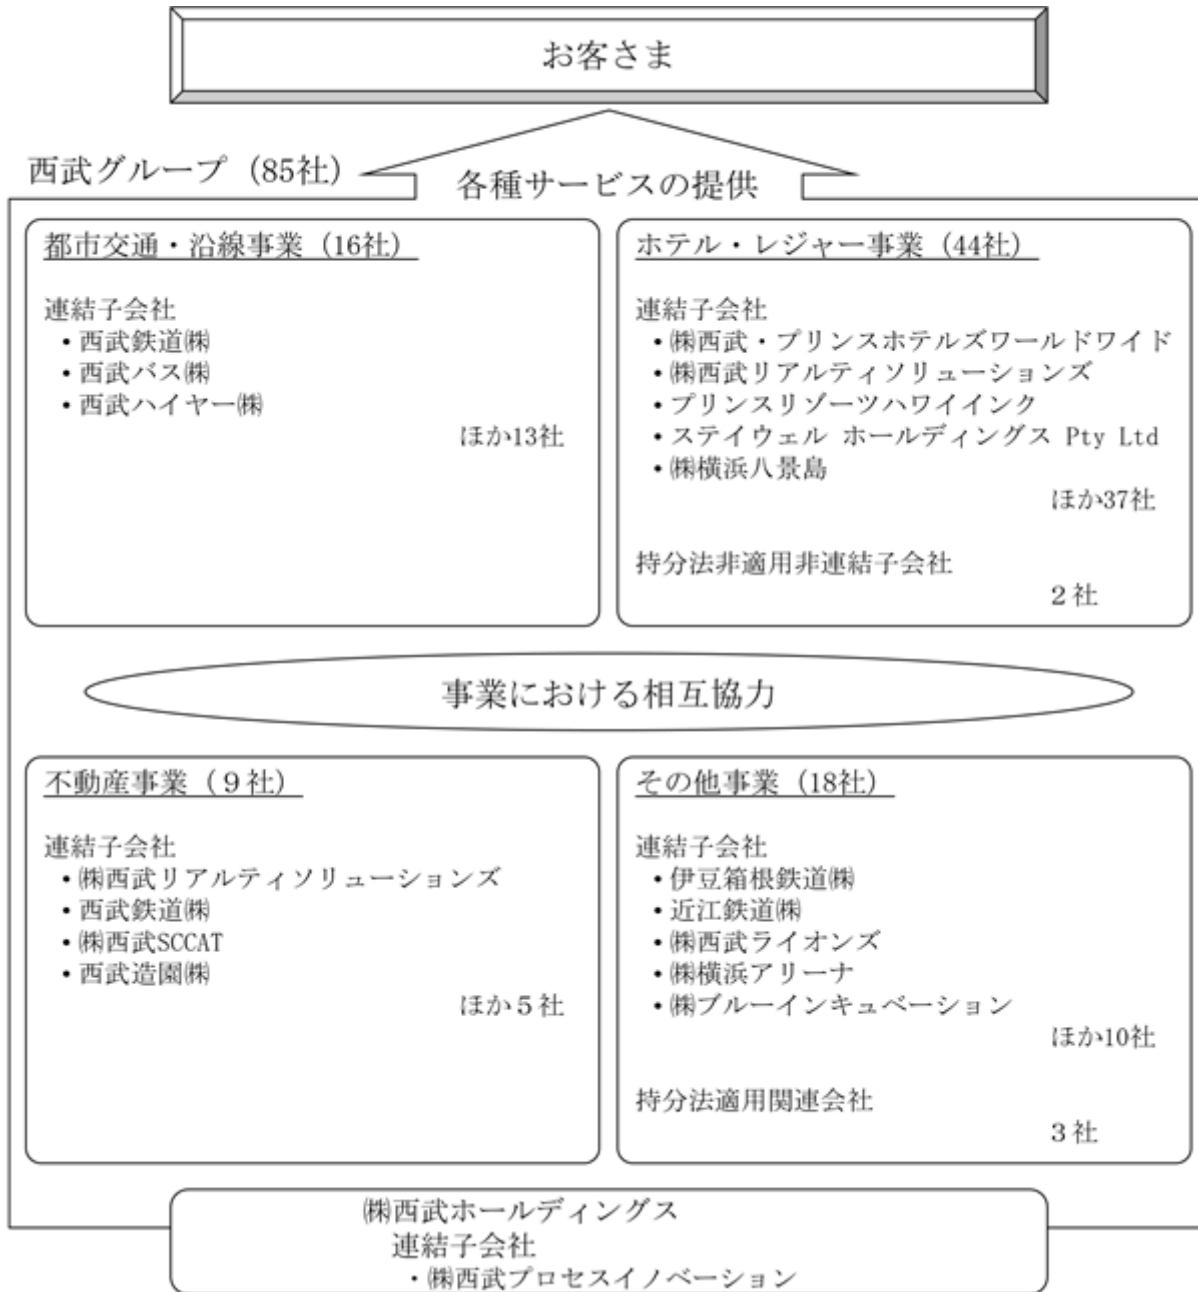 お客さま
西武グループ（85社）
各種サービスの提供
都市交通・沿線事業（16社）
連結子会社
・西武鉄道㈱
・西武バス㈱
・西武ハイヤー㈱
ほか13社
ホテル・レジャー事業（44社）
連結子会社
・㈱西武・プリンスホテルズワールドワイド
・㈱西武リアルティソリューションズ
・プリンスリゾーツハワイインク
・ステイウェル ホールディングス Pty Ltd
・㈱横浜八景島
ほか37社
持分法非適用非連結子会社
２社
事業における相互協力
不動産事業（９社）
連結子会社
・㈱西武リアルティソリューションズ
・西武鉄道㈱
・㈱西武SCCAT
・西武造園㈱
ほか５社
その他事業（18社）
連結子会社
・伊豆箱根鉄道㈱
・近江鉄道㈱
・㈱西武ライオンズ
・㈱横浜アリーナ
・㈱ブルーインキュベーション
ほか10社
持分法適用関連会社
３社
㈱西武ホールディングス
連結子会社
・㈱西武プロセスイノベーション